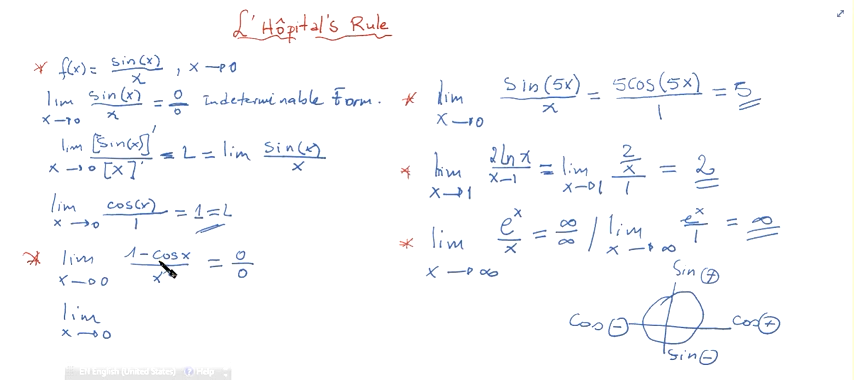 L'Hôpital's Rule
* f(x) = sin(x)/x , x→0
lim x→0 sin(x)/x = 0/0 Indeterminable Form.
lim x→0 [sin(x)]'/[x]' = L = lim sin(x)/x
lim x→0 cos(x)/1 = 1 = L
* lim x→0 1-cosx/x = 0/0
lim x→0
* lim x→0 sin(5x)/x = 5cos(5x)/1 = 5
* lim x→1 2lnx/x-1 = lim x→1 2/x/1 = 2
* lim x→∞ e^x/x = ∞/∞ / lim x→∞ e^x/1 = ∞
sin +
cos - cos +
sin -
EN English (United States) ? Help